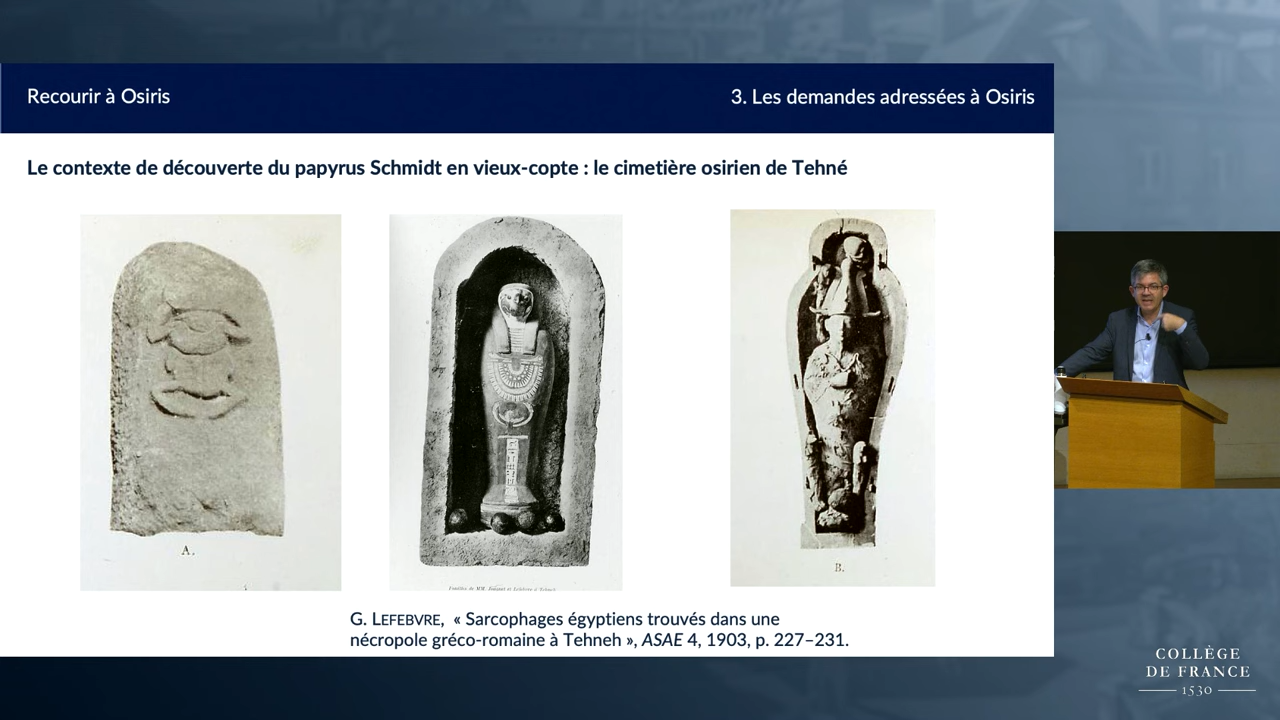 Recourir à Osiris
3. Les demandes adressées à Osiris
Le contexte de découverte du papyrus Schmidt en vieux-copte : le cimetière osirien de Tehné
A.
B.
G. LEFEBVRE, « Sarcophages égyptiens trouvés dans une
nécropole gréco-romaine à Tehneh », ASAE 4, 1903, p. 227–231.
COLLÈGE
DE FRANCE
1530